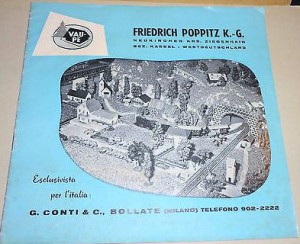 VAU-
PE
FRIEDRICH POPPITZ K.-G.
NEUKIRCHEN KRS. ZIEGENHAIN
BEZ. KASSEL - WESTDEUTSCHLAND
Esclusivista
per l'italia:
G. CONTI & C., BOLLATE (MILANO) TELEFONO 902-2222